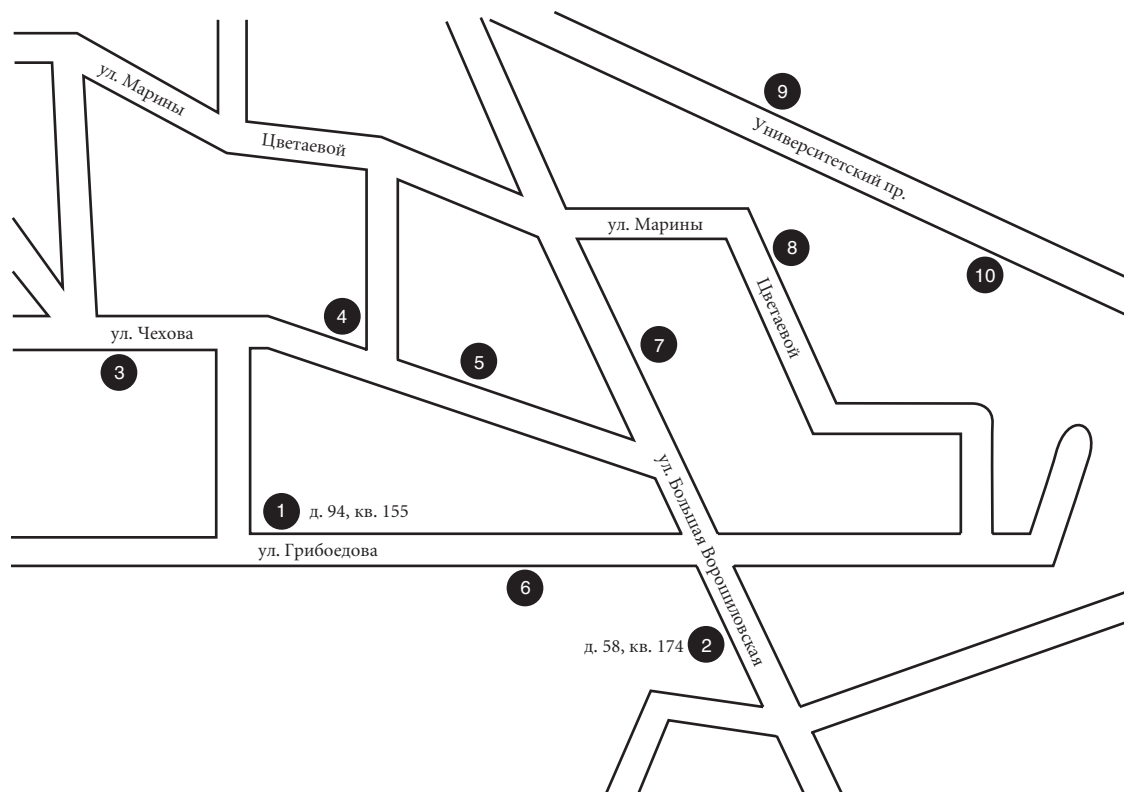 9
ул. Марины
Университетский пр.
Цветаевой
ул. Марины
8
10
Цветаевой
4
ул. Чехова
7
5
3
1 д. 94, кв. 155
ул. Большая Ворошиловская
ул. Грибоедова
6
д. 58, кв. 174 2